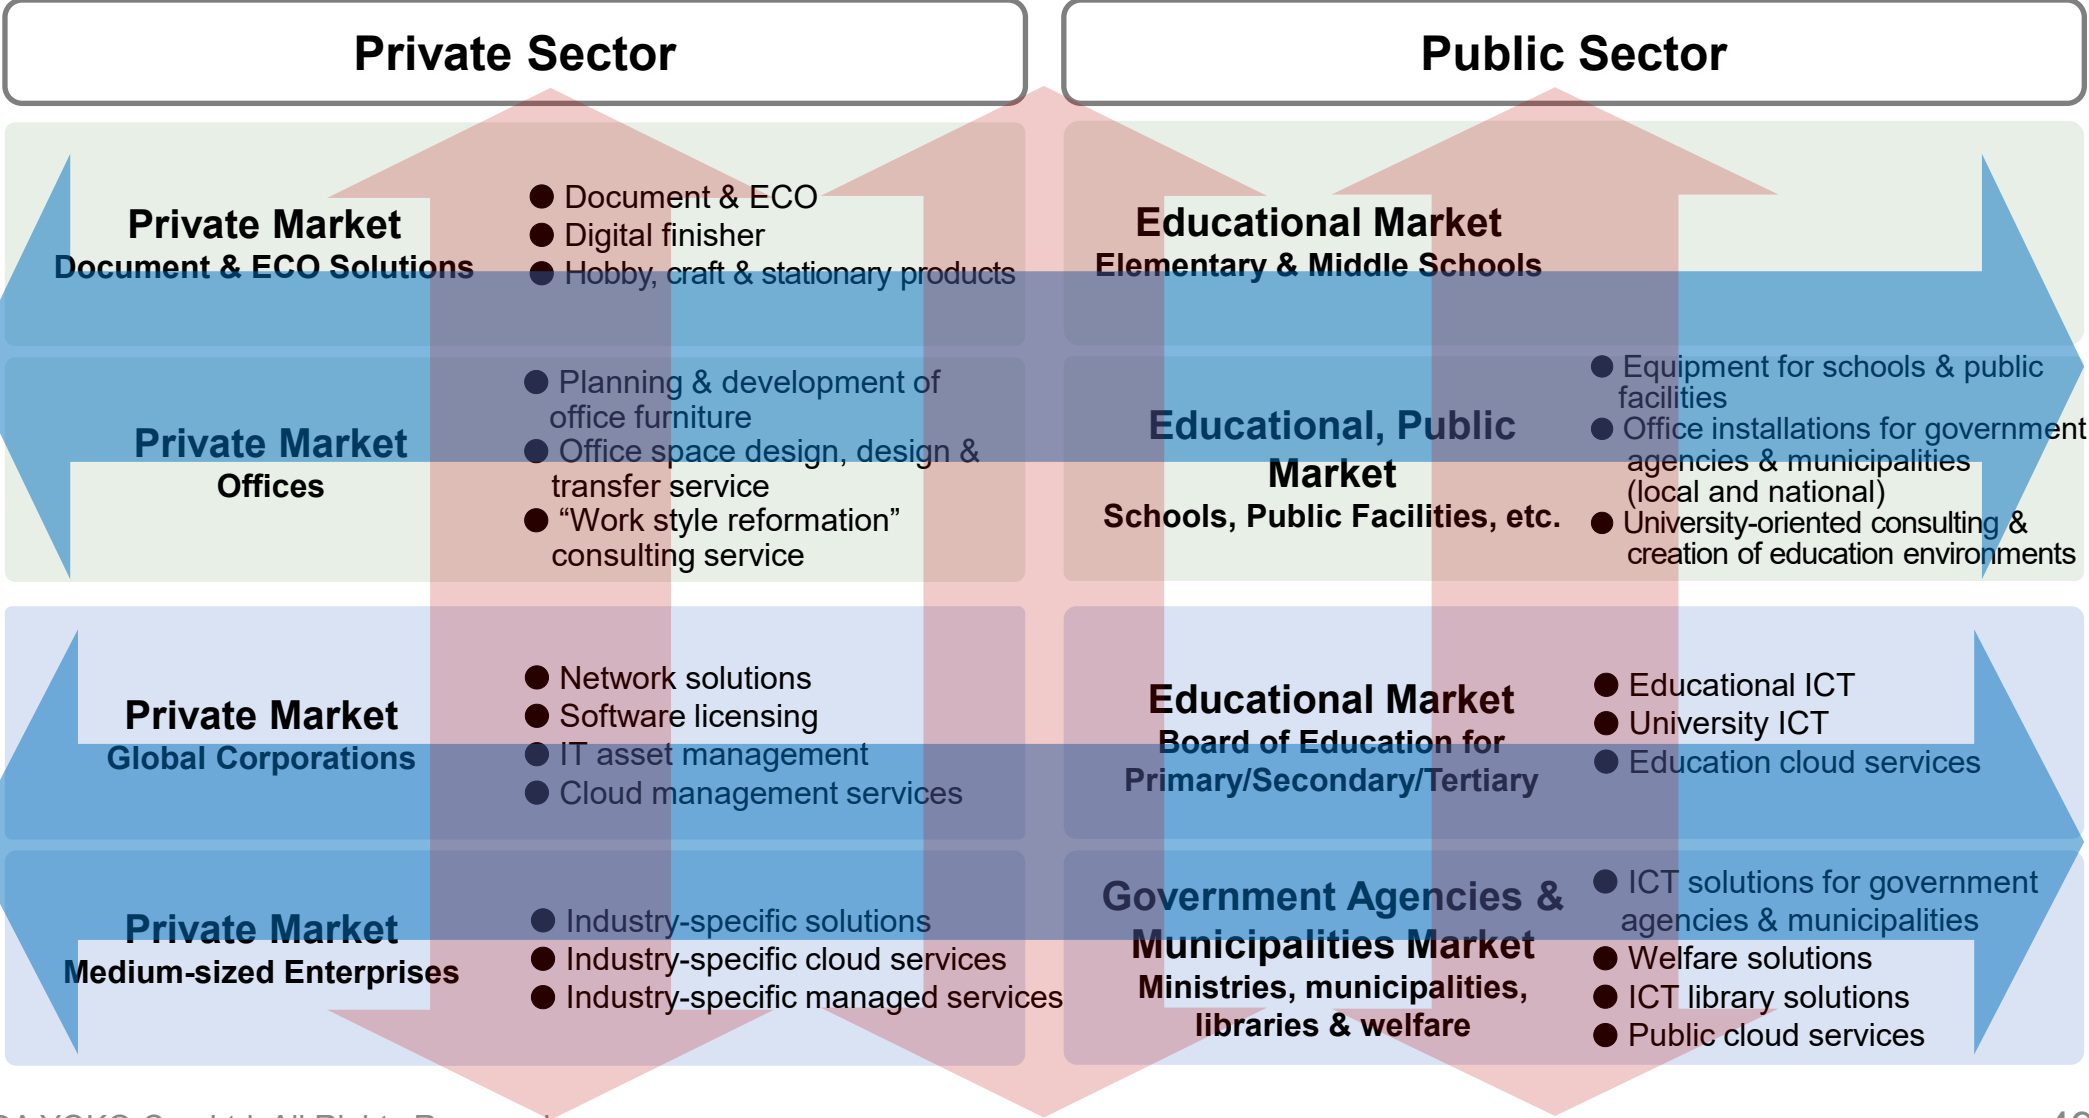 Private Sector
Public Sector
Private Market
Document & ECO Solutions
● Document & ECO
● Digital finisher
● Hobby, craft & stationary products
Educational Market
Elementary & Middle Schools
Private Market
Offices
● Planning & development of
office furniture
● Office space design, design &
transfer service
● “Work style reformation”
consulting service
Educational, Public
Market
Schools, Public Facilities, etc.
● Equipment for schools & public
facilities
● Office installations for government
agencies & municipalities
(local and national)
● University-oriented consulting &
creation of education environments
Private Market
Global Corporations
● Network solutions
● Software licensing
● IT asset management
● Cloud management services
Educational Market
Board of Education for
Primary/Secondary/Tertiary
● Educational ICT
● University ICT
● Education cloud services
Private Market
Medium-sized Enterprises
● Industry-specific solutions
● Industry-specific cloud services
● Industry-specific managed services
Government Agencies &
Municipalities Market
Ministries, municipalities,
libraries & welfare
● ICT solutions for government
agencies & municipalities
● Welfare solutions
● ICT library solutions
● Public cloud services